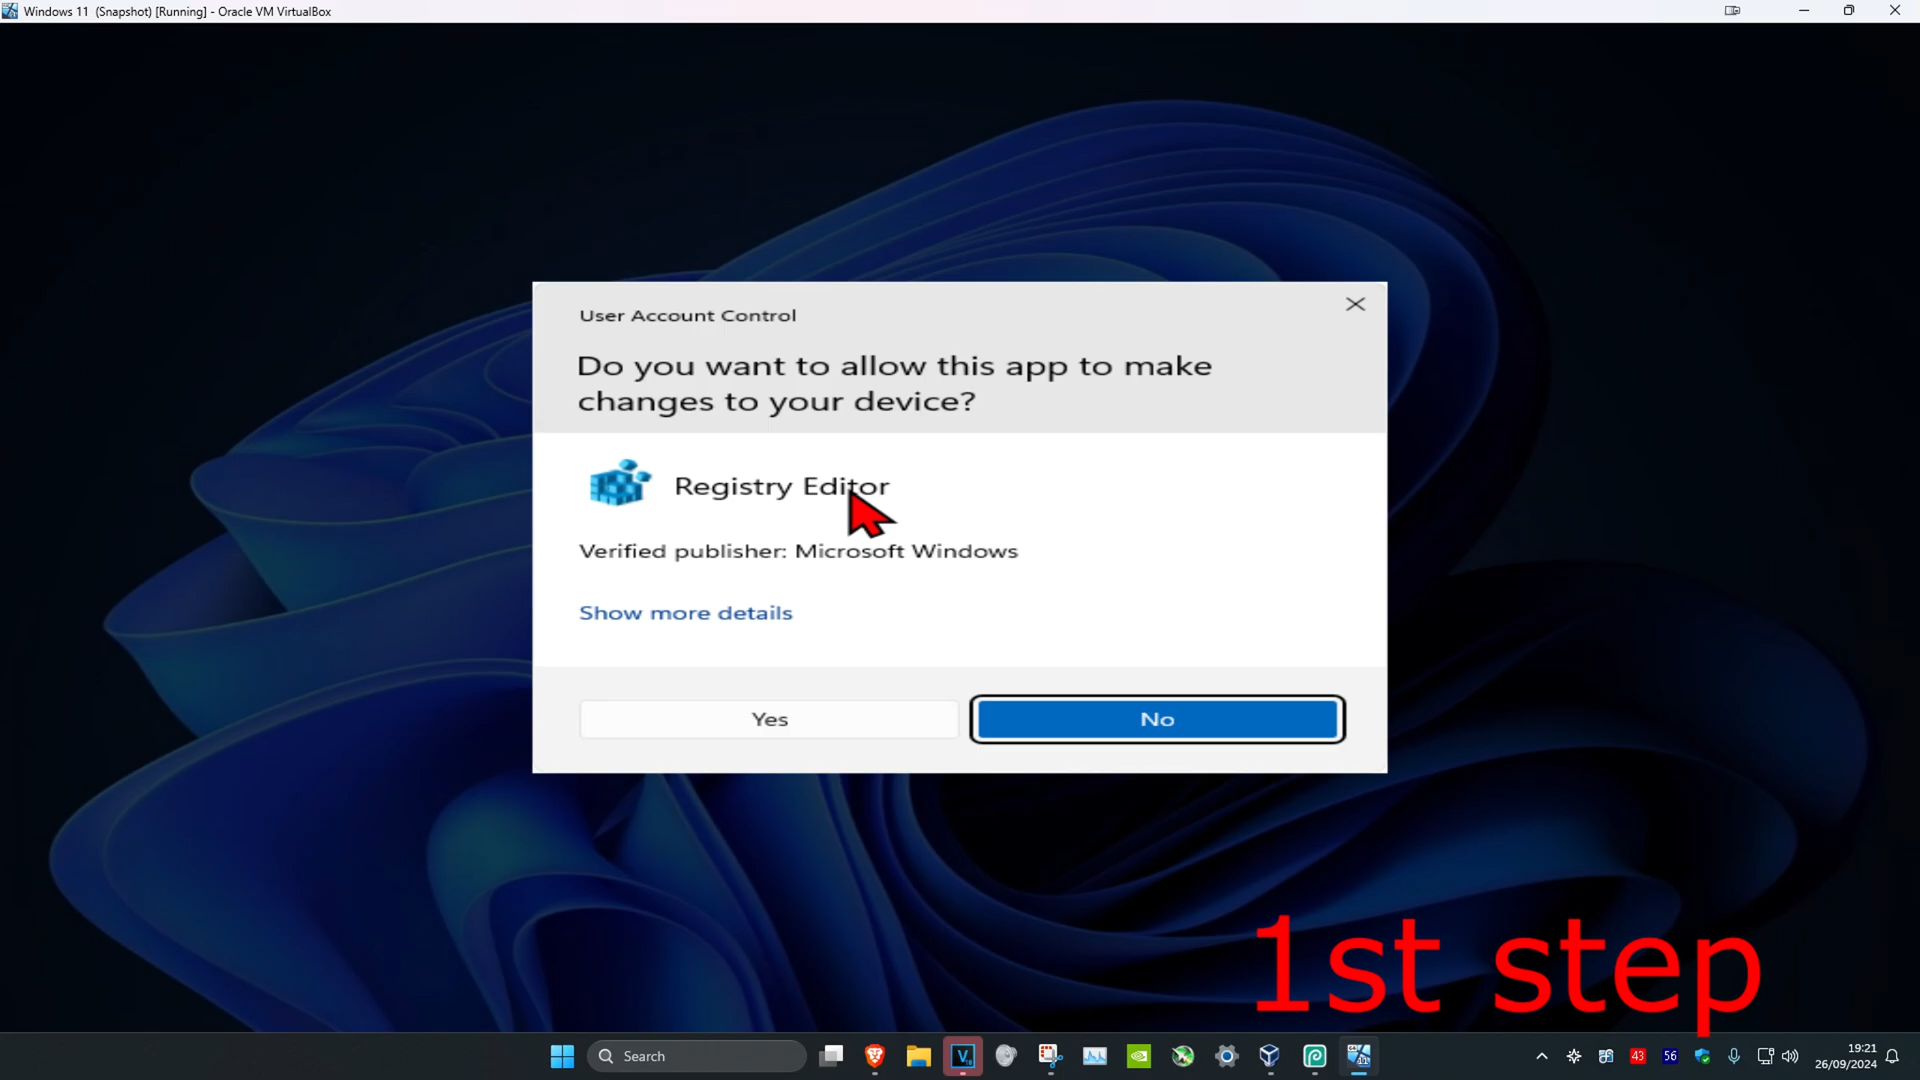 Windows 11 (Snapshot) [Running] - Oracle VM VirtualBox
User Account Control
Do you want to allow this app to make
changes to your device?
Registry Editor
Verified publisher: Microsoft Windows
Show more details
Yes
No
1st step
Search
43
56
19:21
26/09/2024